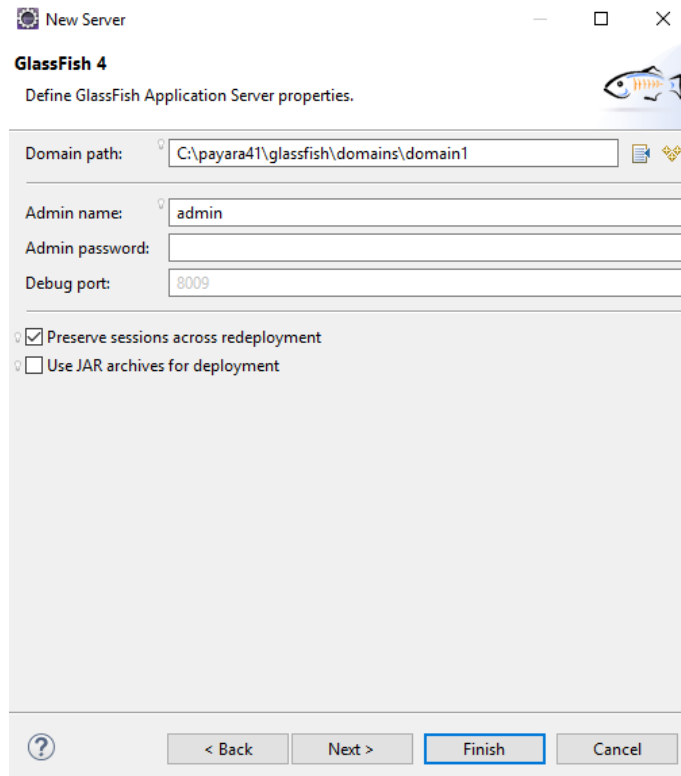 New Server
GlassFish 4
Define GlassFish Application Server properties.
Domain path: C:\payara41\glassfish\domains\domain1
Admin name: admin
Admin password:
Debug port: 8009
Preserve sessions across redeployment
Use JAR archives for deployment
? < Back Next > Finish Cancel